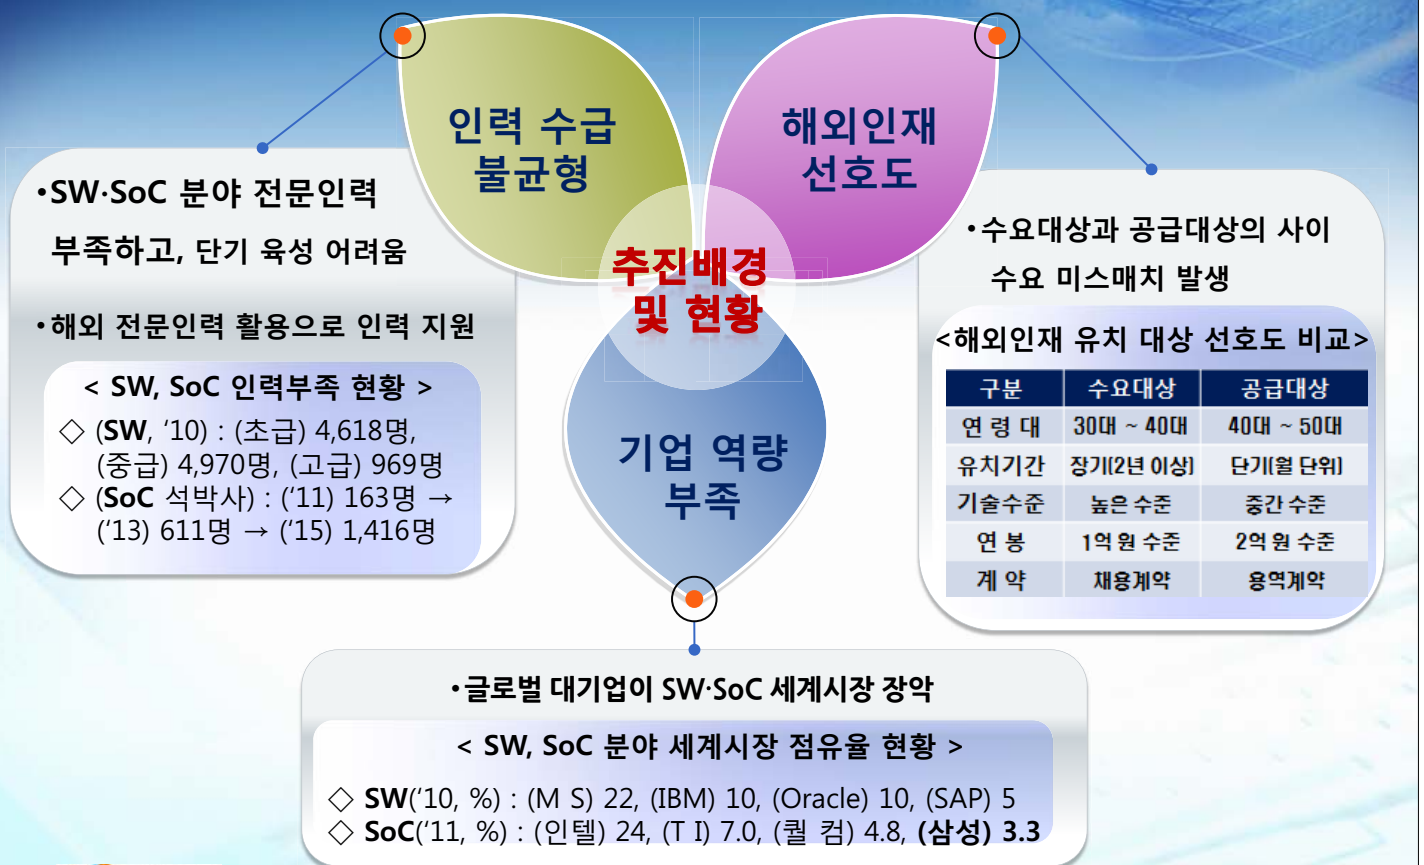 인력 수급
불균형
해외인재
선호도
추진배경
및 현황
기업 역량
부족
•SW·SoC 분야 전문인력
부족하고, 단기 육성 어려움
•해외 전문인력 활용으로 인력 지원
< SW, SoC 인력부족 현황 >
◇ (SW, ‘10) : (초급) 4,618명,
(중급) 4,970명, (고급) 969명
◇ (SoC 석박사) : (‘11) 163명 →
(‘13) 611명 → (‘15) 1,416명
•수요대상과 공급대상의 사이
수요 미스매치 발생
<해외인재 유치 대상 선호도 비교>
구분 수요대상 공급대상
연 령 대 30대 ~ 40대 40대 ~ 50대
유치기간 장기(2년 이상) 단기(월 단위)
기술수준 높은 수준 중간 수준
연 봉 1억 원 수준 2억 원 수준
계 약 채용계약 용역계약
•글로벌 대기업이 SW·SoC 세계시장 장악
< SW, SoC 분야 세계시장 점유율 현황 >
◇ SW(‘10, %) : (M S) 22, (IBM) 10, (Oracle) 10, (SAP) 5
◇ SoC(‘11, %) : (인텔) 24, (T I) 7.0, (퀄 컴) 4.8, (삼성) 3.3